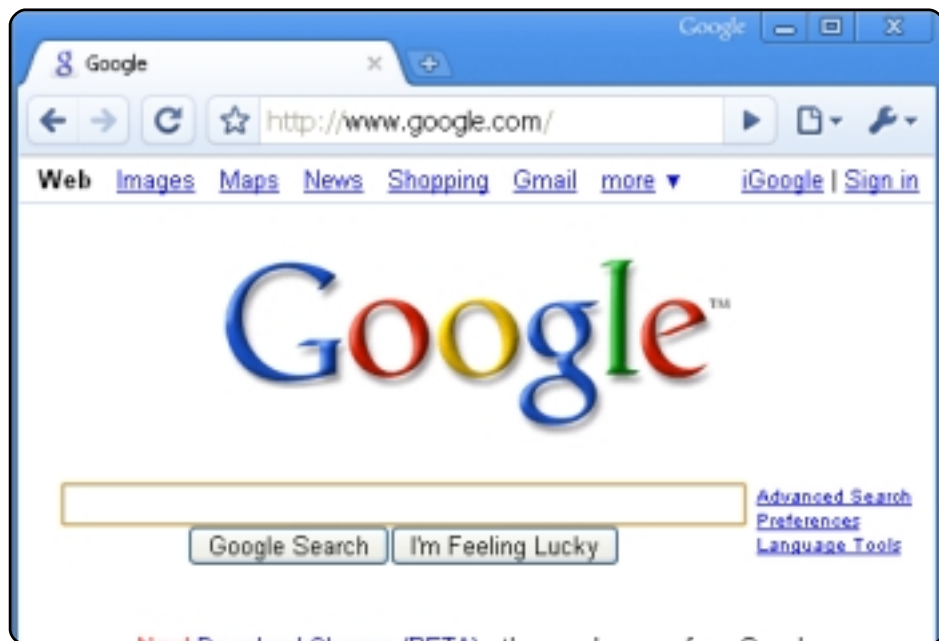 Google
Google
http://www.google.com/
Web Images Maps News Shopping Gmail more ▼ iGoogle | Sign in
Google™
Advanced Search
Preferences
Language Tools
Google Search I'm Feeling Lucky